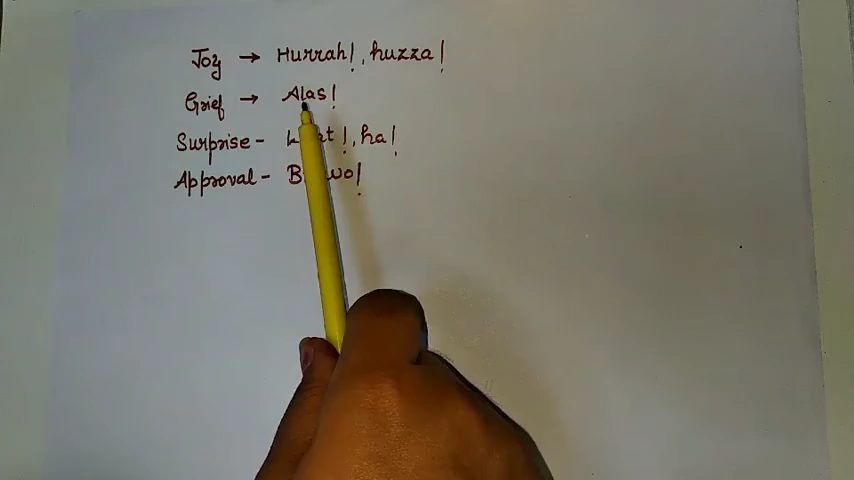 Joy → Hurrah!, huzza!
Grief → Alas!
Surprise - !, ha!
Approval -